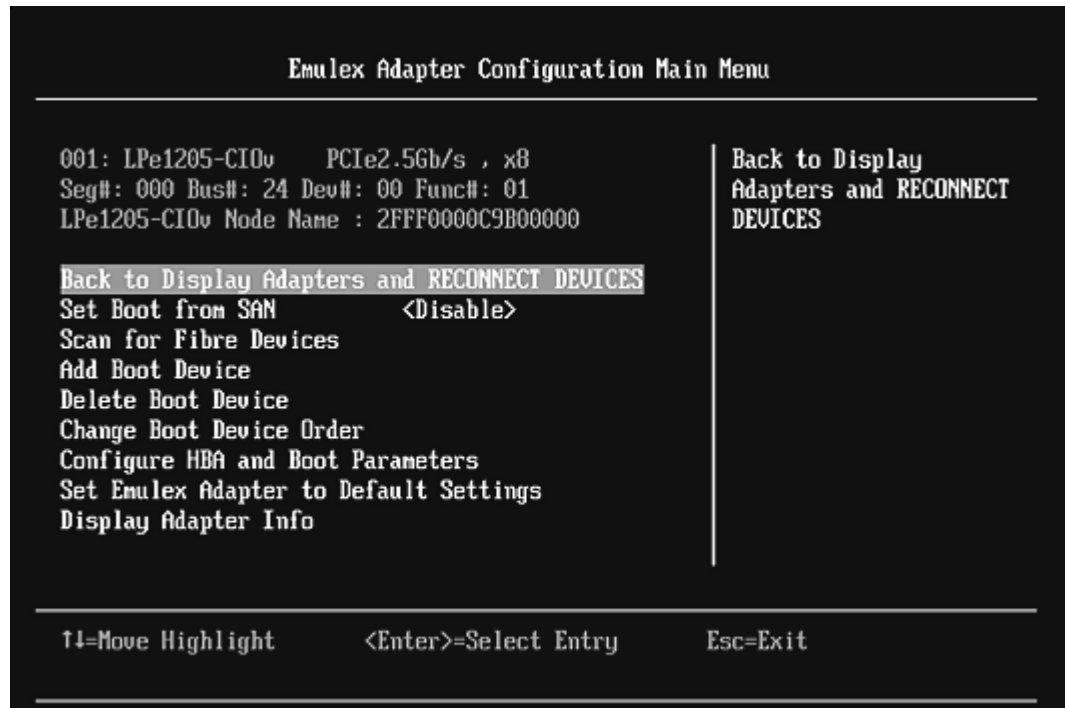 Emulex Adapter Configuration Main Menu
001: LPe1205-CIOv PCIe2.5Gb/s , x8
Seg#: 000 Bus#: 24 Dev#: 00 Func#: 01
LPe1205-CIOv Node Name : 2FFF0000C9B00000
Back to Display Adapters and RECONNECT DEVICES
Set Boot from SAN <Disable>
Scan for Fibre Devices
Add Boot Device
Delete Boot Device
Change Boot Device Order
Configure HBA and Boot Parameters
Set Emulex Adapter to Default Settings
Display Adapter Info
Back to Display
Adapters and RECONNECT
DEVICES
↑↓=Move Highlight <Enter>=Select Entry Esc=Exit